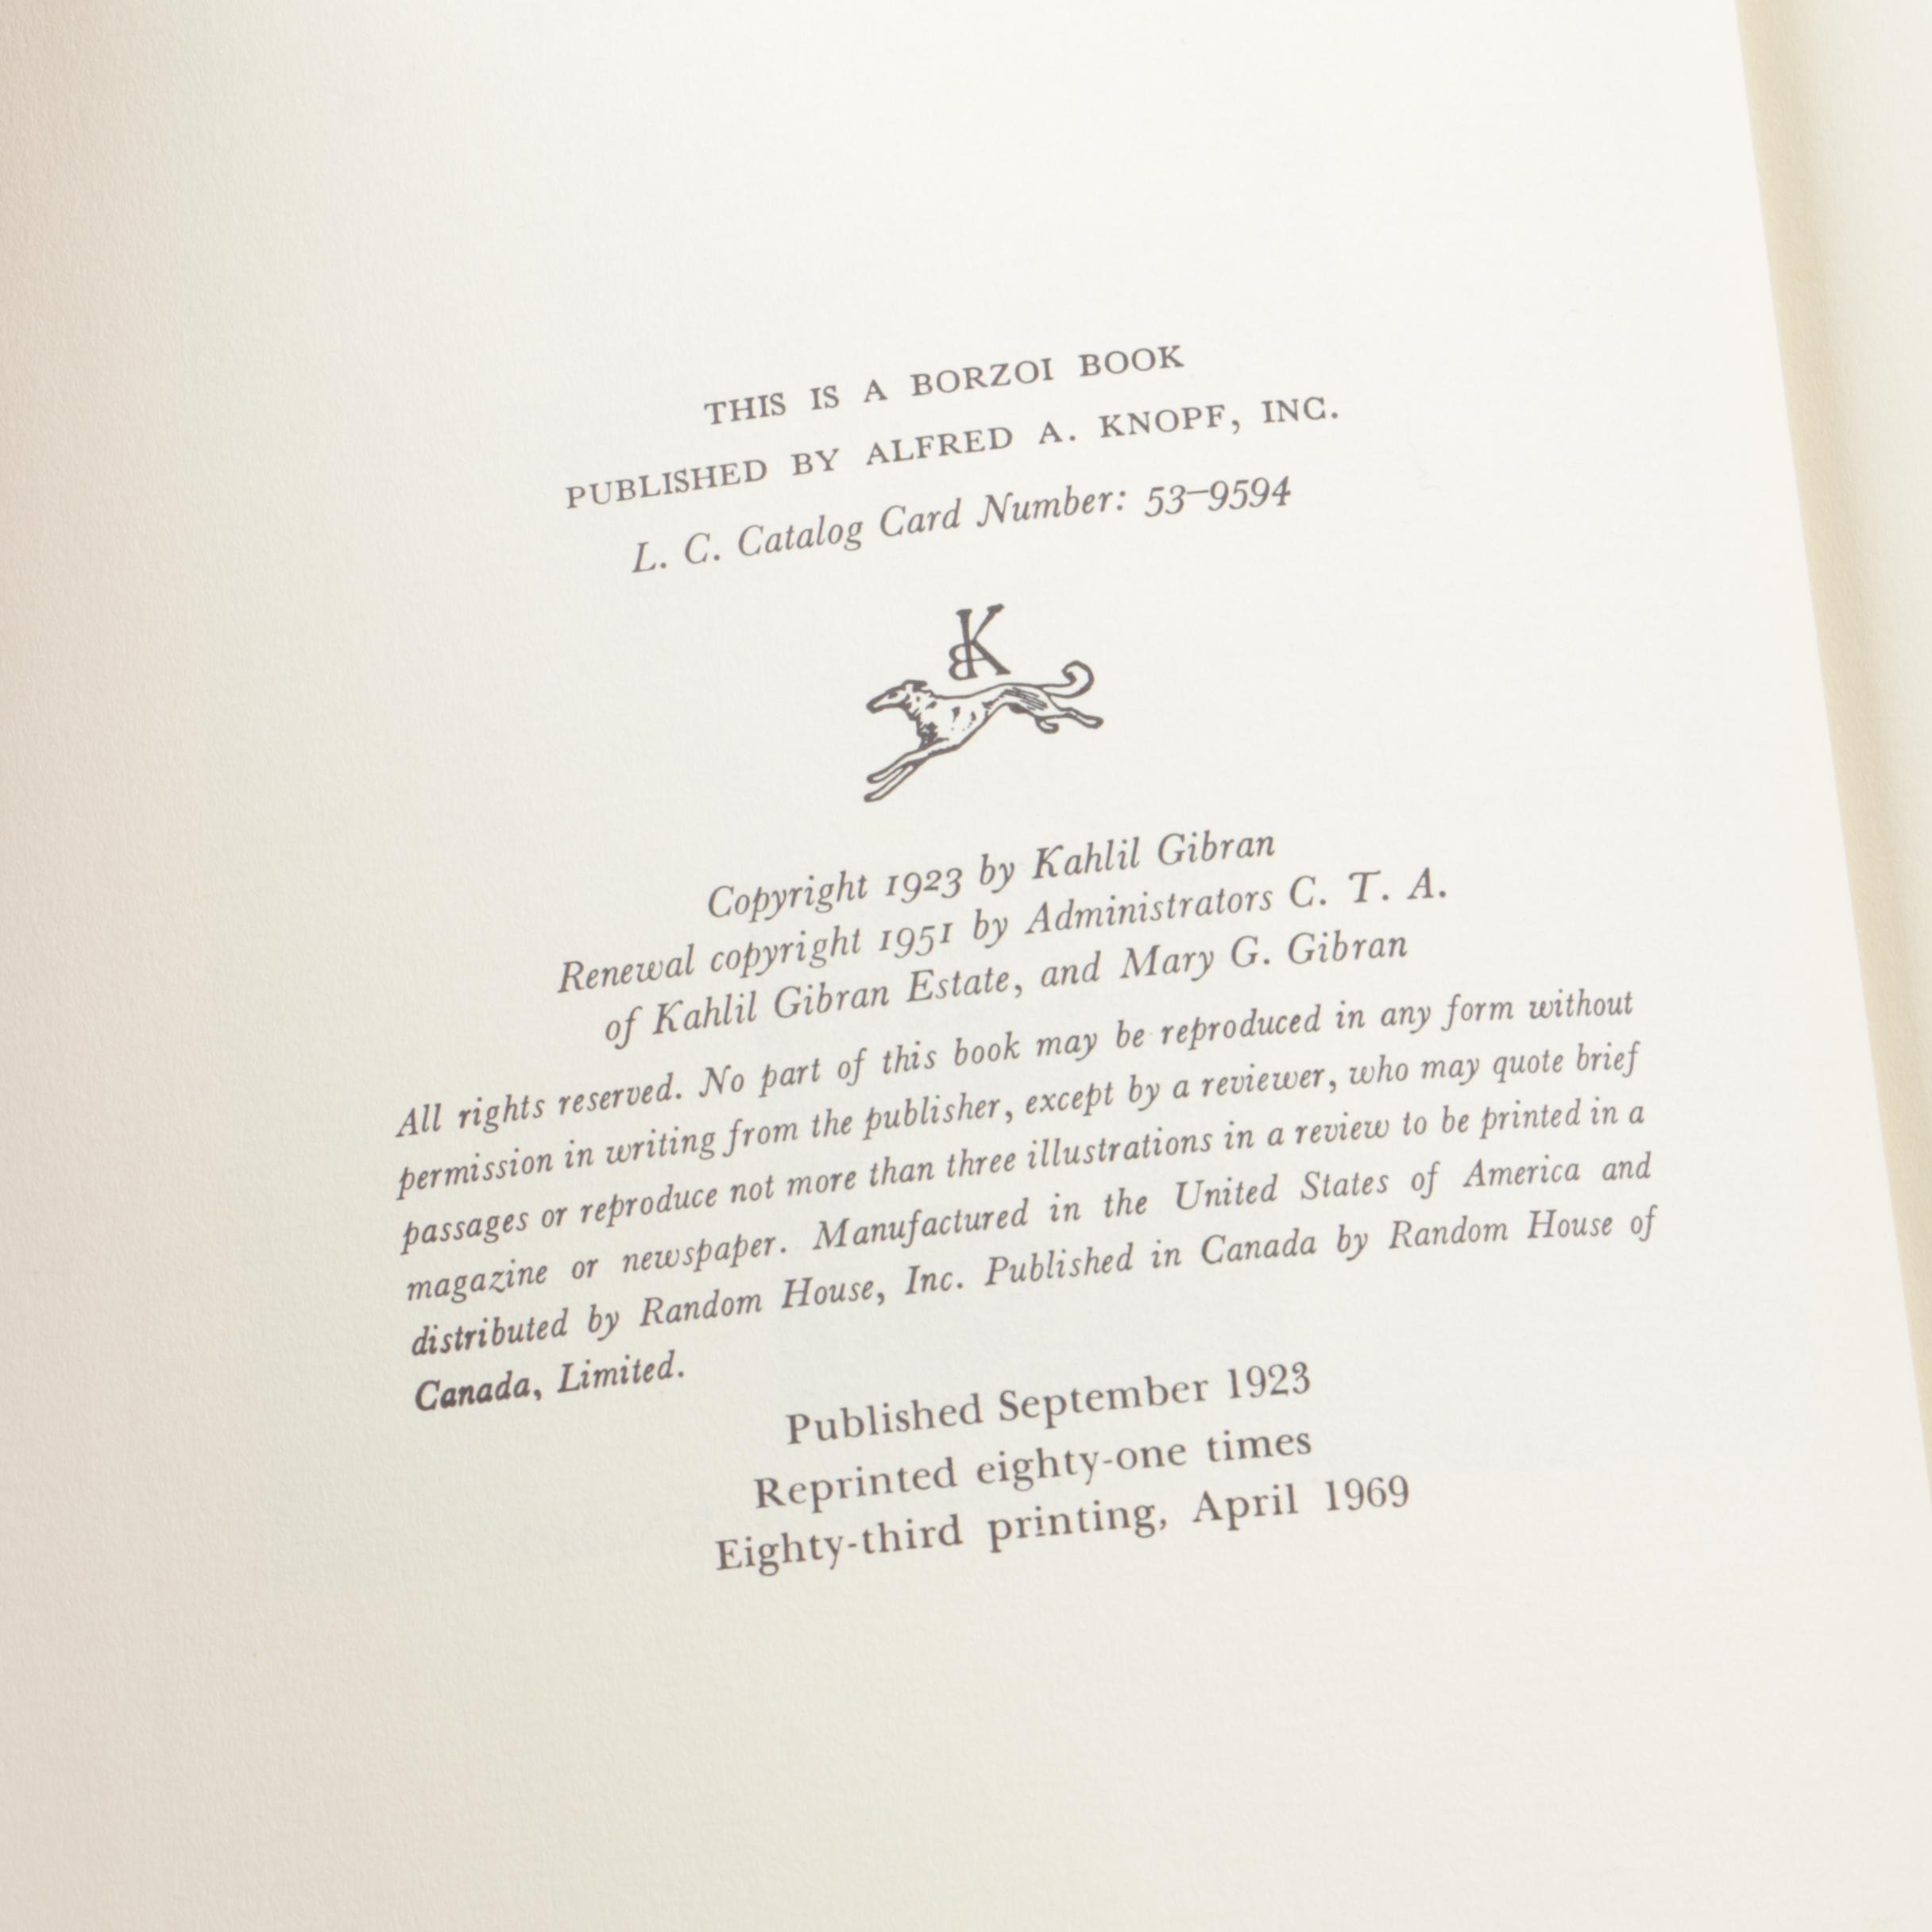 THIS IS A BORZOI BOOK
PUBLISHED BY ALFRED A. KNOPF, INC.
L. C. Catalog Card Number: 53–9594
BK
Copyright 1923 by Kahlil Gibran
Renewal copyright 1951 by Administrators C. T. A.
of Kahlil Gibran Estate, and Mary G. Gibran
All rights reserved. No part of this book may be reproduced in any form without
permission in writing from the publisher, except by a reviewer, who may quote brief
passages or reproduce not more than three illustrations in a review to be printed in a
magazine or newspaper. Manufactured in the United States of America and
distributed by Random House, Inc. Published in Canada by Random House of
Canada, Limited.
Published September 1923
Reprinted eighty-one times
Eighty-third printing, April 1969